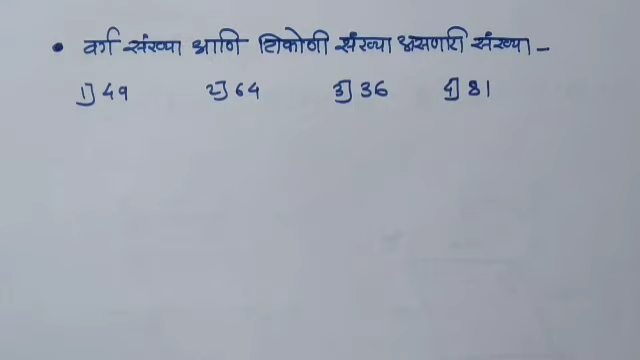 • वर्ग संख्या आणि त्रिकोणी संख्या असणारी संख्या –
1] 49 2] 64 3] 36 4] 81